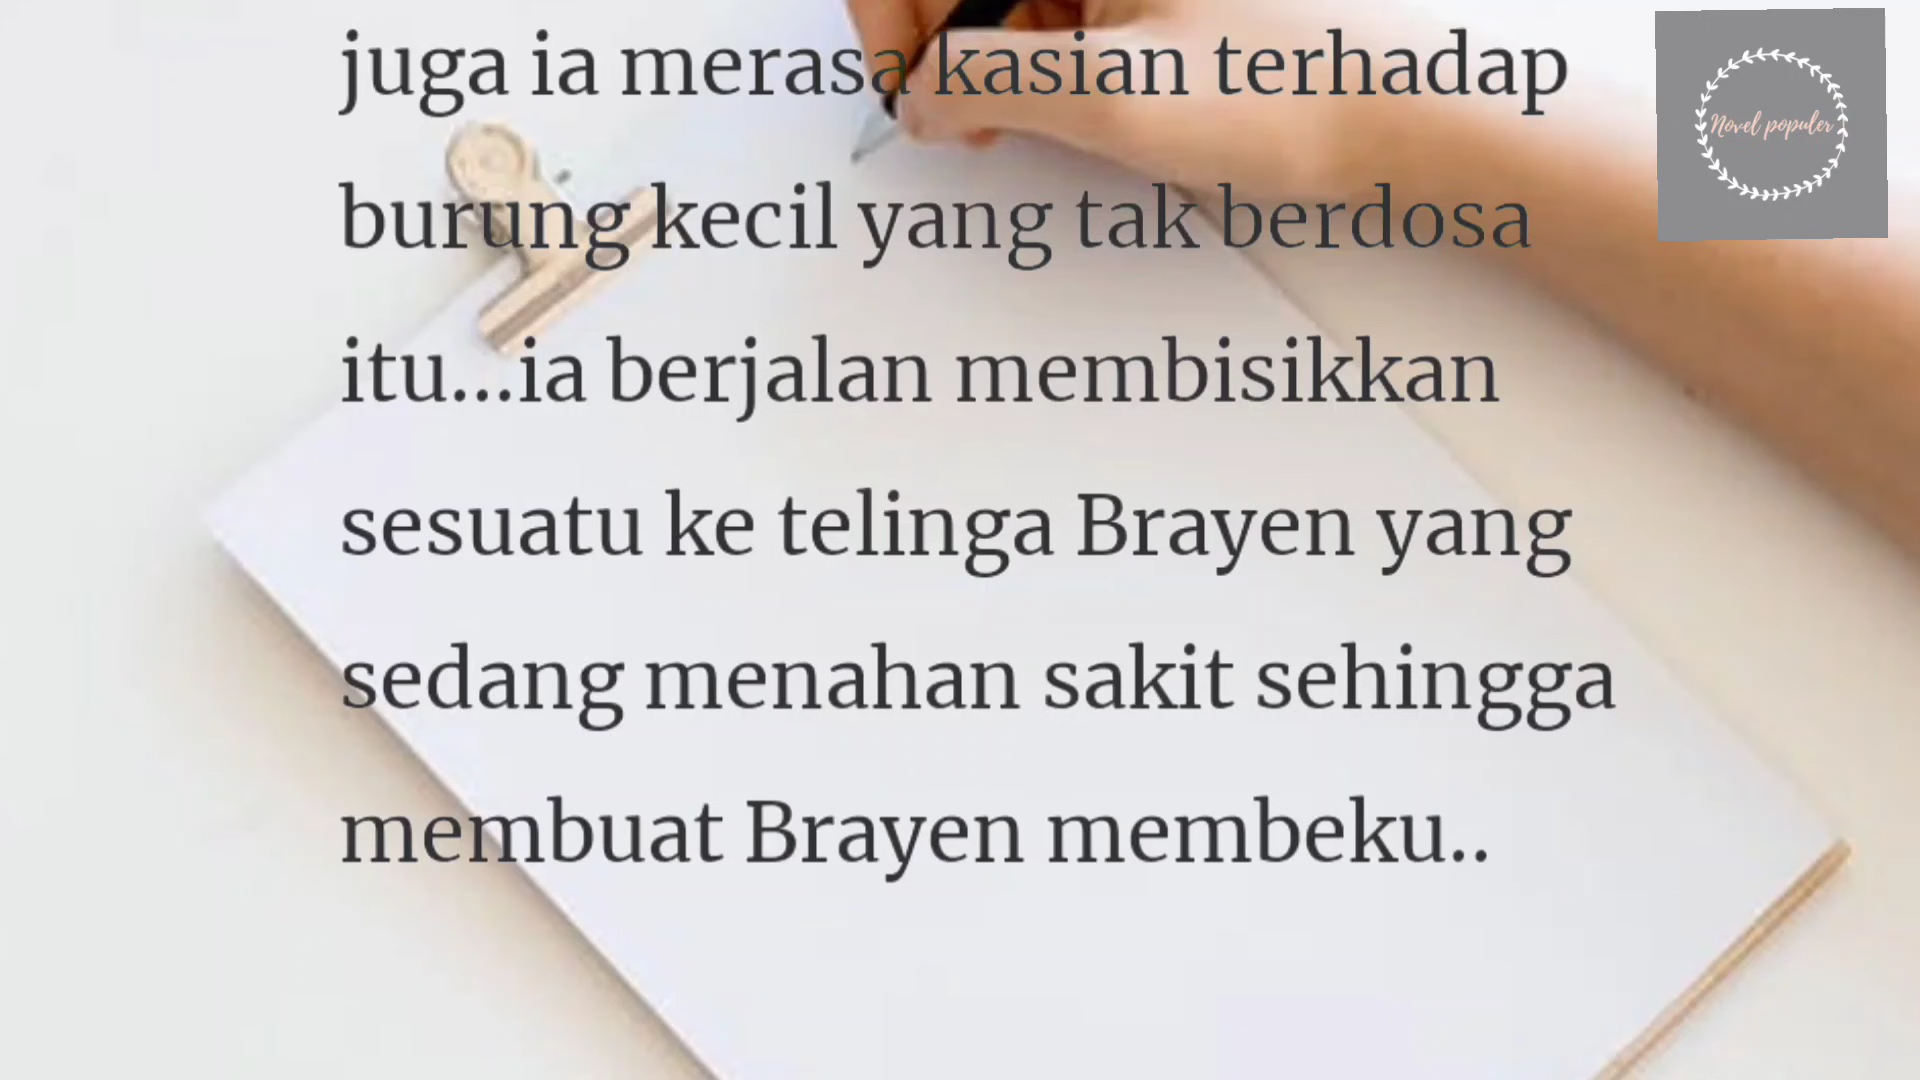 juga ia merasa kasian terhadap
burung kecil yang tak berdosa
itu...ia berjalan membisikkan
sesuatu ke telinga Brayen yang
sedang menahan sakit sehingga
membuat Brayen membeku..
Novel populer